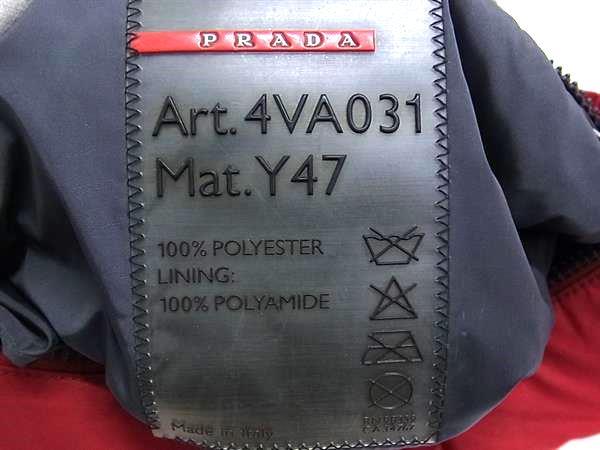 PRADA
Art. 4VA031
Mat. Y47
100% POLYESTER
LINING:
100% POLYAMIDE
Made in Italy